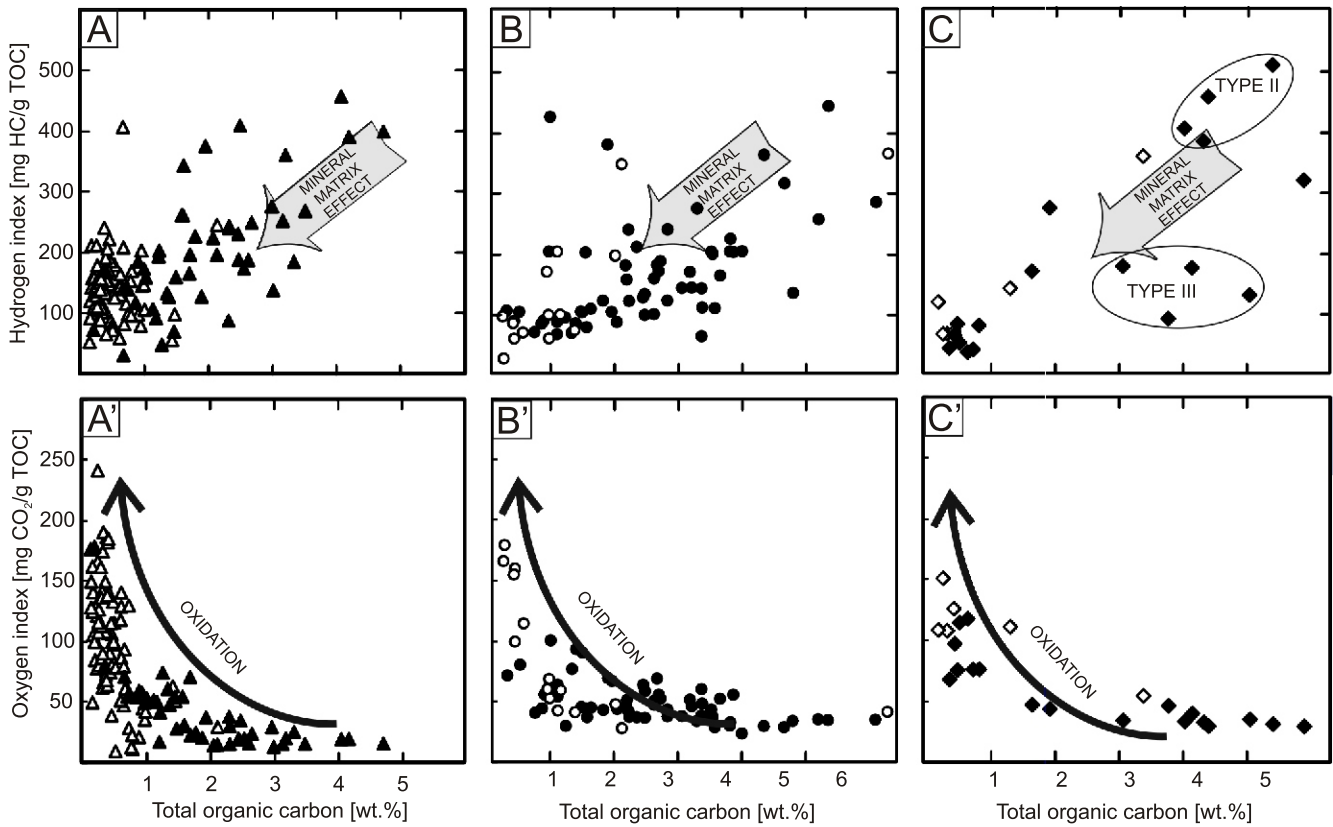 A
B
C
Hydrogen index [mg HC/g TOC]
500
400
300
200
100
MINERAL
MATRIX
EFFECT
MINERAL
MATRIX
EFFECT
TYPE II
MINERAL
MATRIX
EFFECT
TYPE III
A'
B'
C'
Oxygen index [mg CO₂/g TOC]
250
200
150
100
50
OXIDATION
OXIDATION
OXIDATION
1 2 3 4 5
1 2 3 4 5 6
1 2 3 4 5
Total organic carbon [wt.%]
Total organic carbon [wt.%]
Total organic carbon [wt.%]